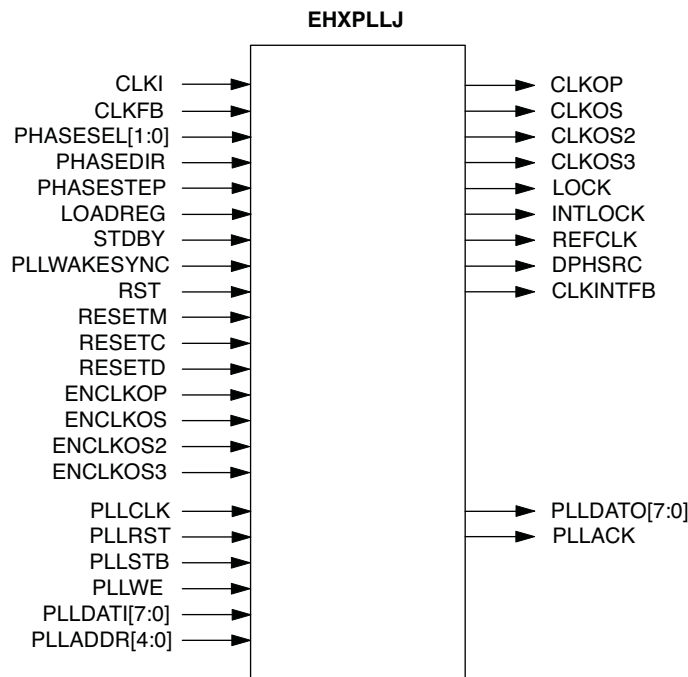 EHXPLLJ
CLKI
CLKFB
PHASESEL[1:0]
PHASEDIR
PHASESTEP
LOADREG
STDBY
PLLWAKESYNC
RST
RESETM
RESETC
RESETD
ENCLKOP
ENCLKOS
ENCLKOS2
ENCLKOS3
PLLCLK
PLLRST
PLLSTB
PLLWE
PLLDATI[7:0]
PLLADDR[4:0]
CLKOP
CLKOS
CLKOS2
CLKOS3
LOCK
INTLOCK
REFCLK
DPHSRC
CLKINTFB
PLLDATO[7:0]
PLLACK